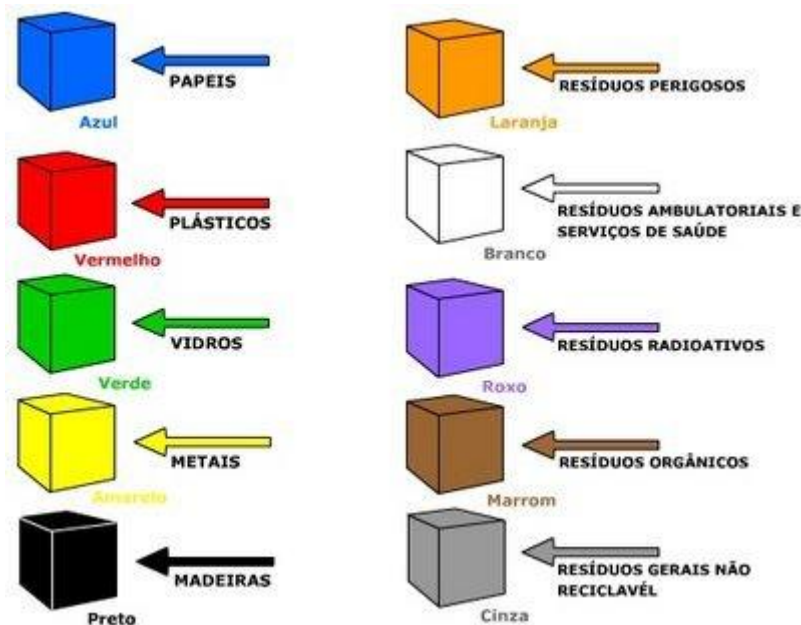 PAPEIS
Azul
PLÁSTICOS
Vermelho
VIDROS
Verde
METAIS
Amarelo
MADEIRAS
Preto
RESÍDUOS PERIGOSOS
Laranja
RESÍDUOS AMBULATORIAIS E
SERVIÇOS DE SAÚDE
Branco
RESÍDUOS RADIOATIVOS
Roxo
RESÍDUOS ORGÂNICOS
Marrom
RESÍDUOS GERAIS NÃO
RECICLAVÉL
Cinza